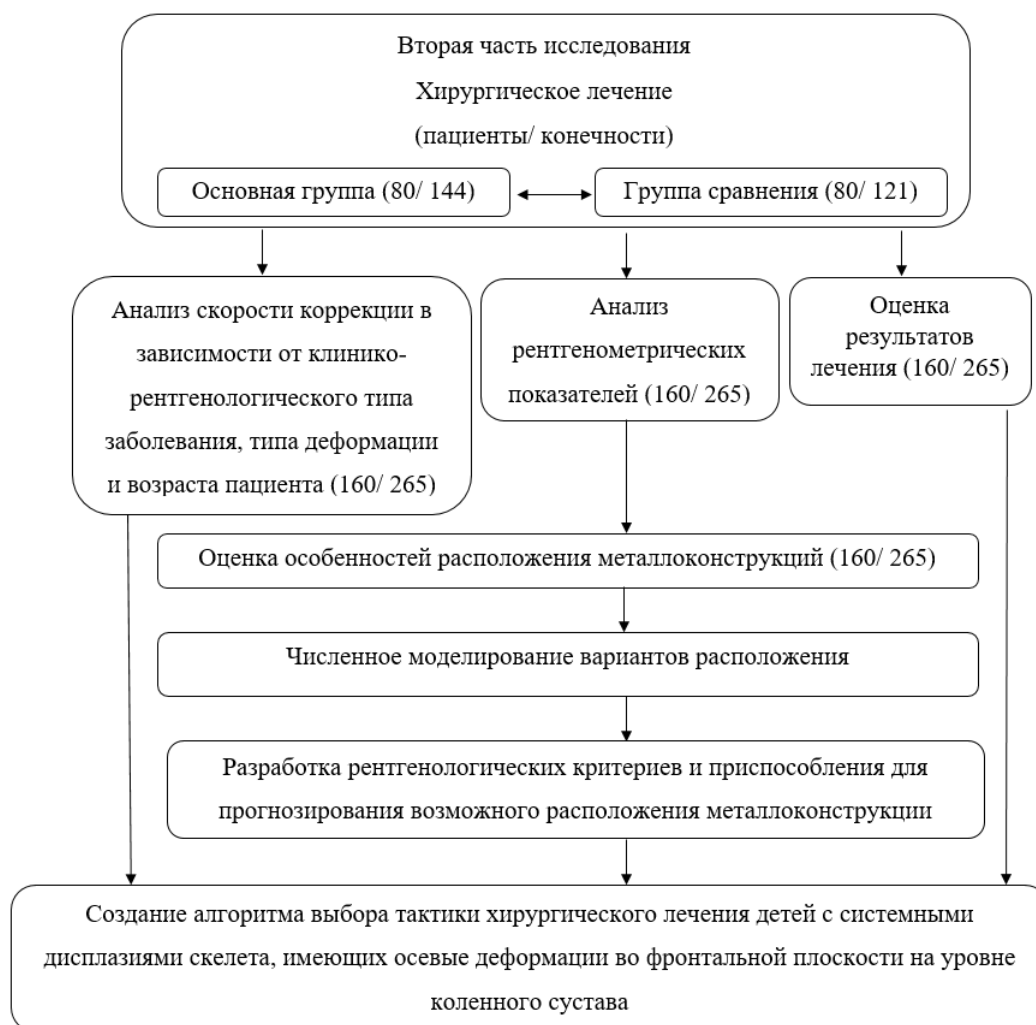 Вторая часть исследования
Хирургическое лечение
(пациенты/ конечности)
Основная группа (80/ 144)
Группа сравнения (80/ 121)
Анализ скорости коррекции в
зависимости от клинико-
рентгенологического типа
заболевания, типа деформации
и возраста пациента (160/ 265)
Анализ
рентгенометрических
показателей (160/ 265)
Оценка
результатов
лечения (160/ 265)
Оценка особенностей расположения металлоконструкций (160/ 265)
Численное моделирование вариантов расположения
Разработка рентгенологических критериев и приспособления для
прогнозирования возможного расположения металлоконструкции
Создание алгоритма выбора тактики хирургического лечения детей с системными
дисплазиями скелета, имеющих осевые деформации во фронтальной плоскости на уровне
коленного сустава